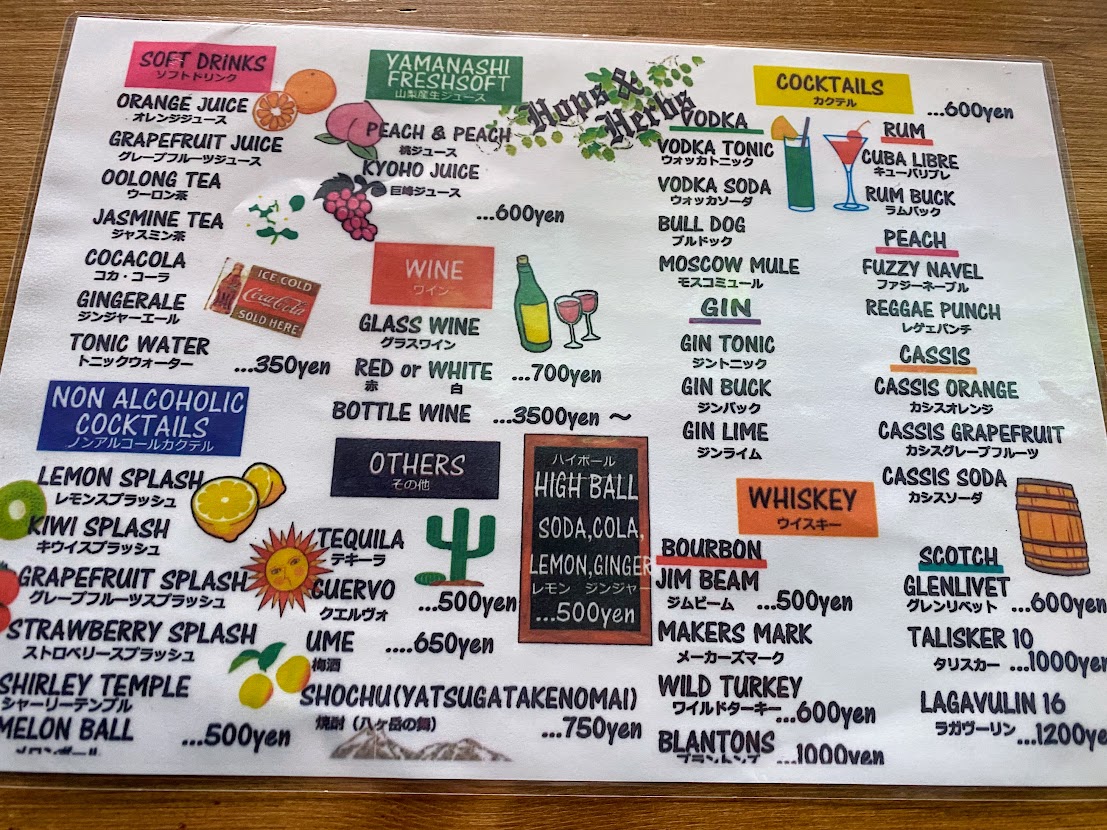 SOFT DRINKS
ソフトドリンク
ORANGE JUICE
オレンジジュース
GRAPEFRUIT JUICE
グレープフルーツジュース
OOLONG TEA
ウーロン茶
JASMINE TEA
ジャスミン茶
COCACOLA
コカ・コーラ
GINGERALE
ジンジャーエール
TONIC WATER
トニックウォーター
...350yen
ICE COLD
Coca-Cola
SOLD HERE
NON ALCOHOLIC
COCKTAILS
ノンアルコールカクテル
LEMON SPLASH
レモンスプラッシュ
KIWI SPLASH
キウイスプラッシュ
GRAPEFRUIT SPLASH
グレープフルーツスプラッシュ
STRAWBERRY SPLASH
ストロベリースプラッシュ
SHIRLEY TEMPLE
シャーリーテンプル
MELON BALL
メロンボール
...500yen
YAMANASHI
FRESHSOFT
山梨産生ジュース
PEACH & PEACH
桃ジュース
KYOHO JUICE
巨峰ジュース
...600yen
WINE
ワイン
GLASS WINE
グラスワイン
RED or WHITE ...700yen
赤 白
BOTTLE WINE ...3500yen ～
OTHERS
その他
TEQUILA
テキーラ
CUERVO
クエルヴォ
...500yen
UME ....650yen
梅酒
SHOCHU(YATSUGATAKENOMAI)
焼酎（八ヶ岳の舞）
...750yen
ハイボール
HIGH BALL
SODA,COLA,
LEMON,GINGER
レモン ジンジャー
...500yen
Hops &
Herbs
COCKTAILS
カクテル
...600yen
VODKA
VODKA TONIC
ウォッカトニック
VODKA SODA
ウォッカソーダ
BULL DOG
ブルドック
MOSCOW MULE
モスコミュール
GIN
GIN TONIC
ジントニック
GIN BUCK
ジンバック
GIN LIME
ジンライム
RUM
CUBA LIBRE
キューバリブレ
RUM BUCK
ラムバック
PEACH
FUZZY NAVEL
ファジーネーブル
REGGAE PUNCH
レゲェパンチ
CASSIS
CASSIS ORANGE
カシスオレンジ
CASSIS GRAPEFRUIT
カシスグレープフルーツ
CASSIS SODA
カシスソーダ
WHISKEY
ウイスキー
BOURBON
JIM BEAM
ジムビーム ...500yen
MAKERS MARK
メーカーズマーク
WILD TURKEY
ワイルドターキー ...600yen
BLANTONS
ブラントンズ ...1000yen
SCOTCH
GLENLIVET
グレンリベット ...600yen
TALISKER 10
タリスカー ...1000yen
LAGAVULIN 16
ラガヴーリン ...1200ye